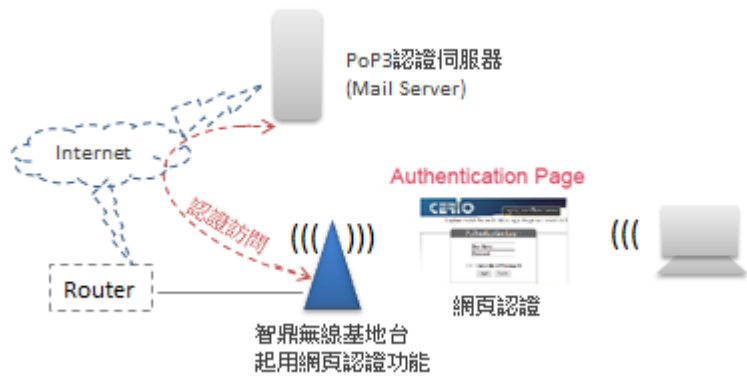 PoP3認證伺服器
(Mail Server)
Internet
Authentication Page
認證訪問
CERIO
Router
網頁認證
智鼎無線基地台
起用網頁認證功能